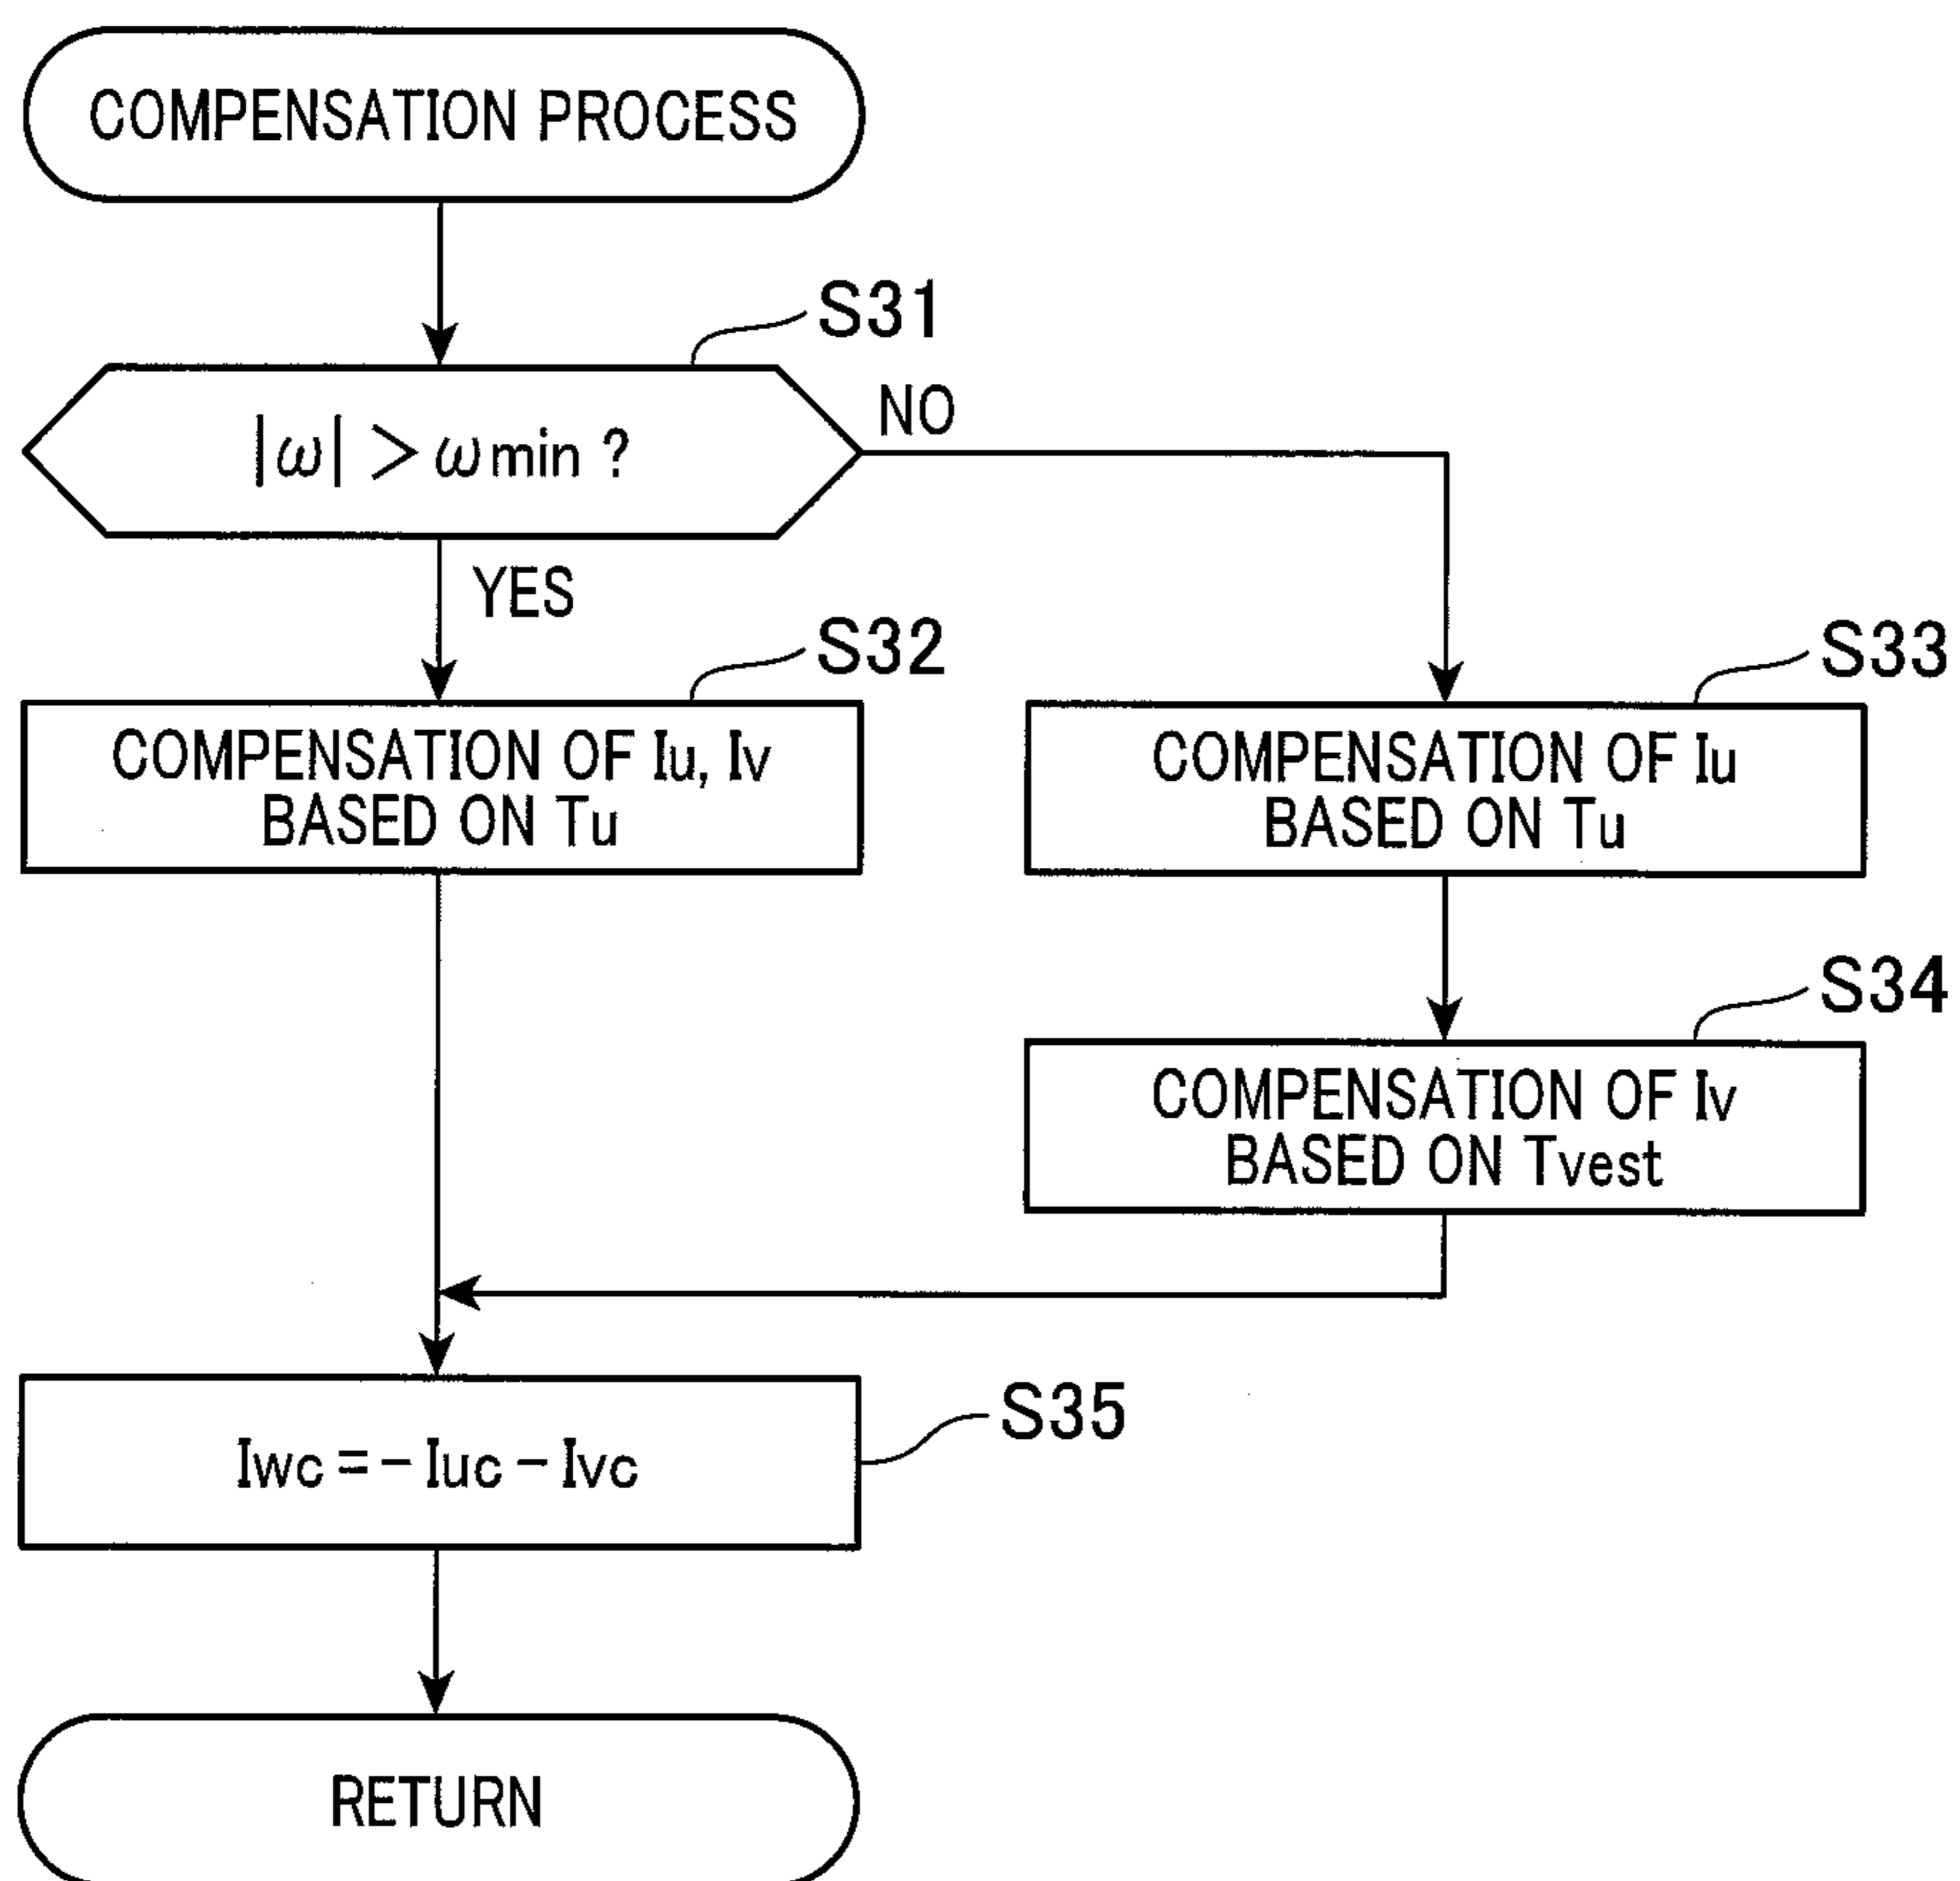 COMPENSATION PROCESS
S31
|ω| > ωmin ?
NO
YES
S32
COMPENSATION OF Iu, Iv
BASED ON Tu
S33
COMPENSATION OF Iu
BASED ON Tu
S34
COMPENSATION OF Iv
BASED ON Tvest
Iwc = - Iuc - Ivc
S35
RETURN